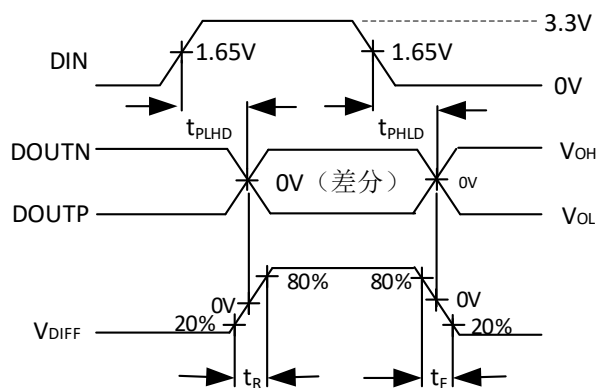 3.3V
DIN
1.65V
1.65V
0V
tPLHD
tPHLD
DOUTN
VOH
0V（差分）
0V
DOUTP
VOL
80%
80%
0V
0V
20%
20%
VDIFF
tR
tF